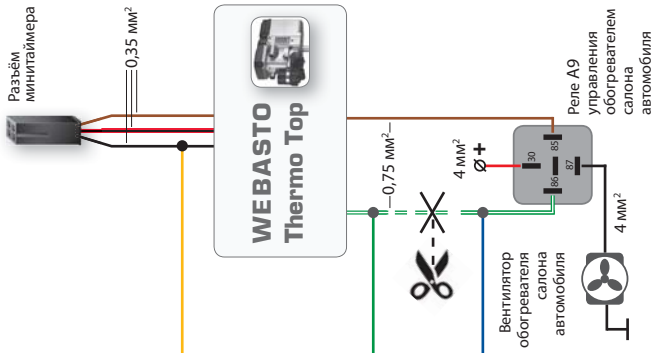 Разъём
минитаймера
0,35 мм²
WEBASTO
Thermo Top
0,75 мм²
4 мм²
+
30
85
86
87
Реле А9
управления
обогревателем
салона
автомобиля
4 мм²
Вентилятор
обогревателя
салона
автомобиля